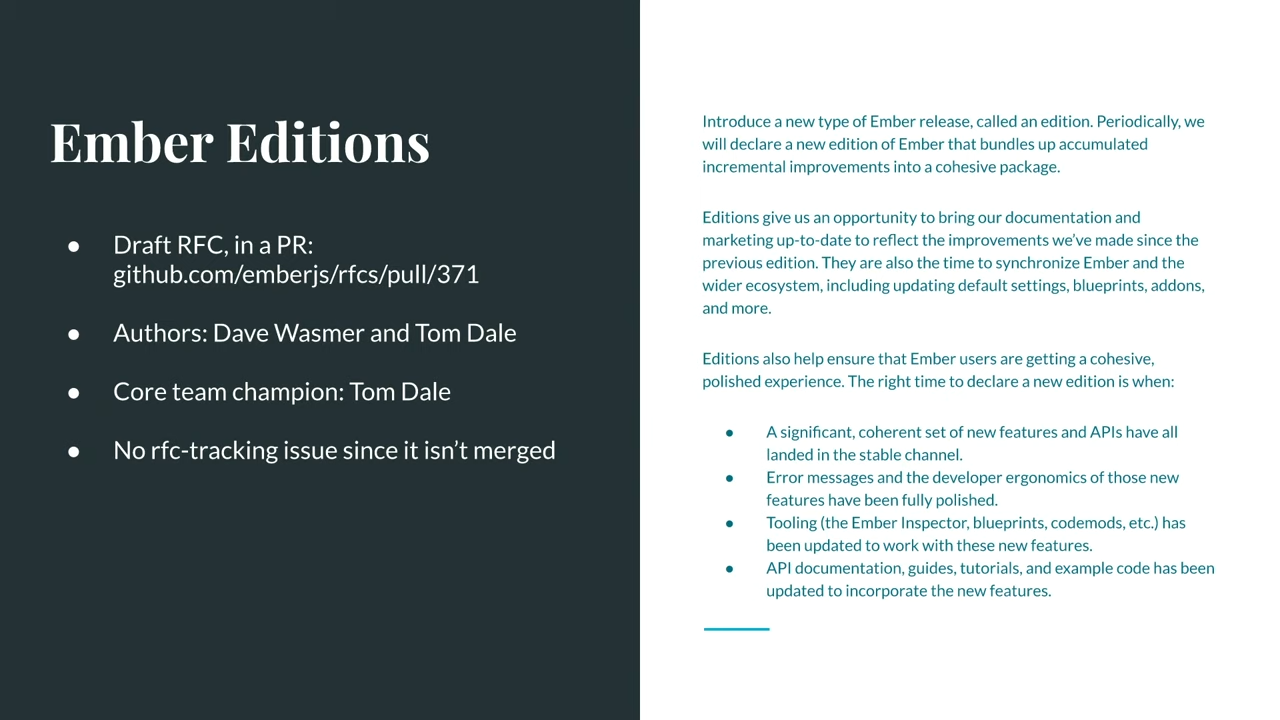 Ember Editions
● Draft RFC, in a PR:
github.com/emberjs/rfcs/pull/371
● Authors: Dave Wasmer and Tom Dale
● Core team champion: Tom Dale
● No rfc-tracking issue since it isn’t merged
Introduce a new type of Ember release, called an edition. Periodically, we
will declare a new edition of Ember that bundles up accumulated
incremental improvements into a cohesive package.
Editions give us an opportunity to bring our documentation and
marketing up-to-date to reflect the improvements we’ve made since the
previous edition. They are also the time to synchronize Ember and the
wider ecosystem, including updating default settings, blueprints, addons,
and more.
Editions also help ensure that Ember users are getting a cohesive,
polished experience. The right time to declare a new edition is when:
● A significant, coherent set of new features and APIs have all
landed in the stable channel.
● Error messages and the developer ergonomics of those new
features have been fully polished.
● Tooling (the Ember Inspector, blueprints, codemods, etc.) has
been updated to work with these new features.
● API documentation, guides, tutorials, and example code has been
updated to incorporate the new features.